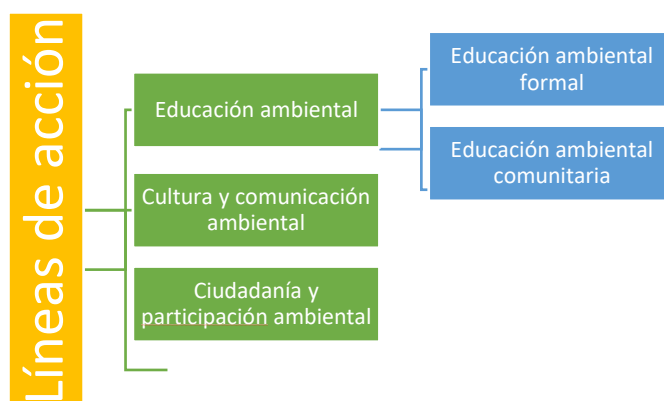 Líneas de acción
Educación ambiental
Cultura y comunicación
ambiental
Ciudadanía y
participación ambiental
Educación ambiental
formal
Educación ambiental
comunitaria